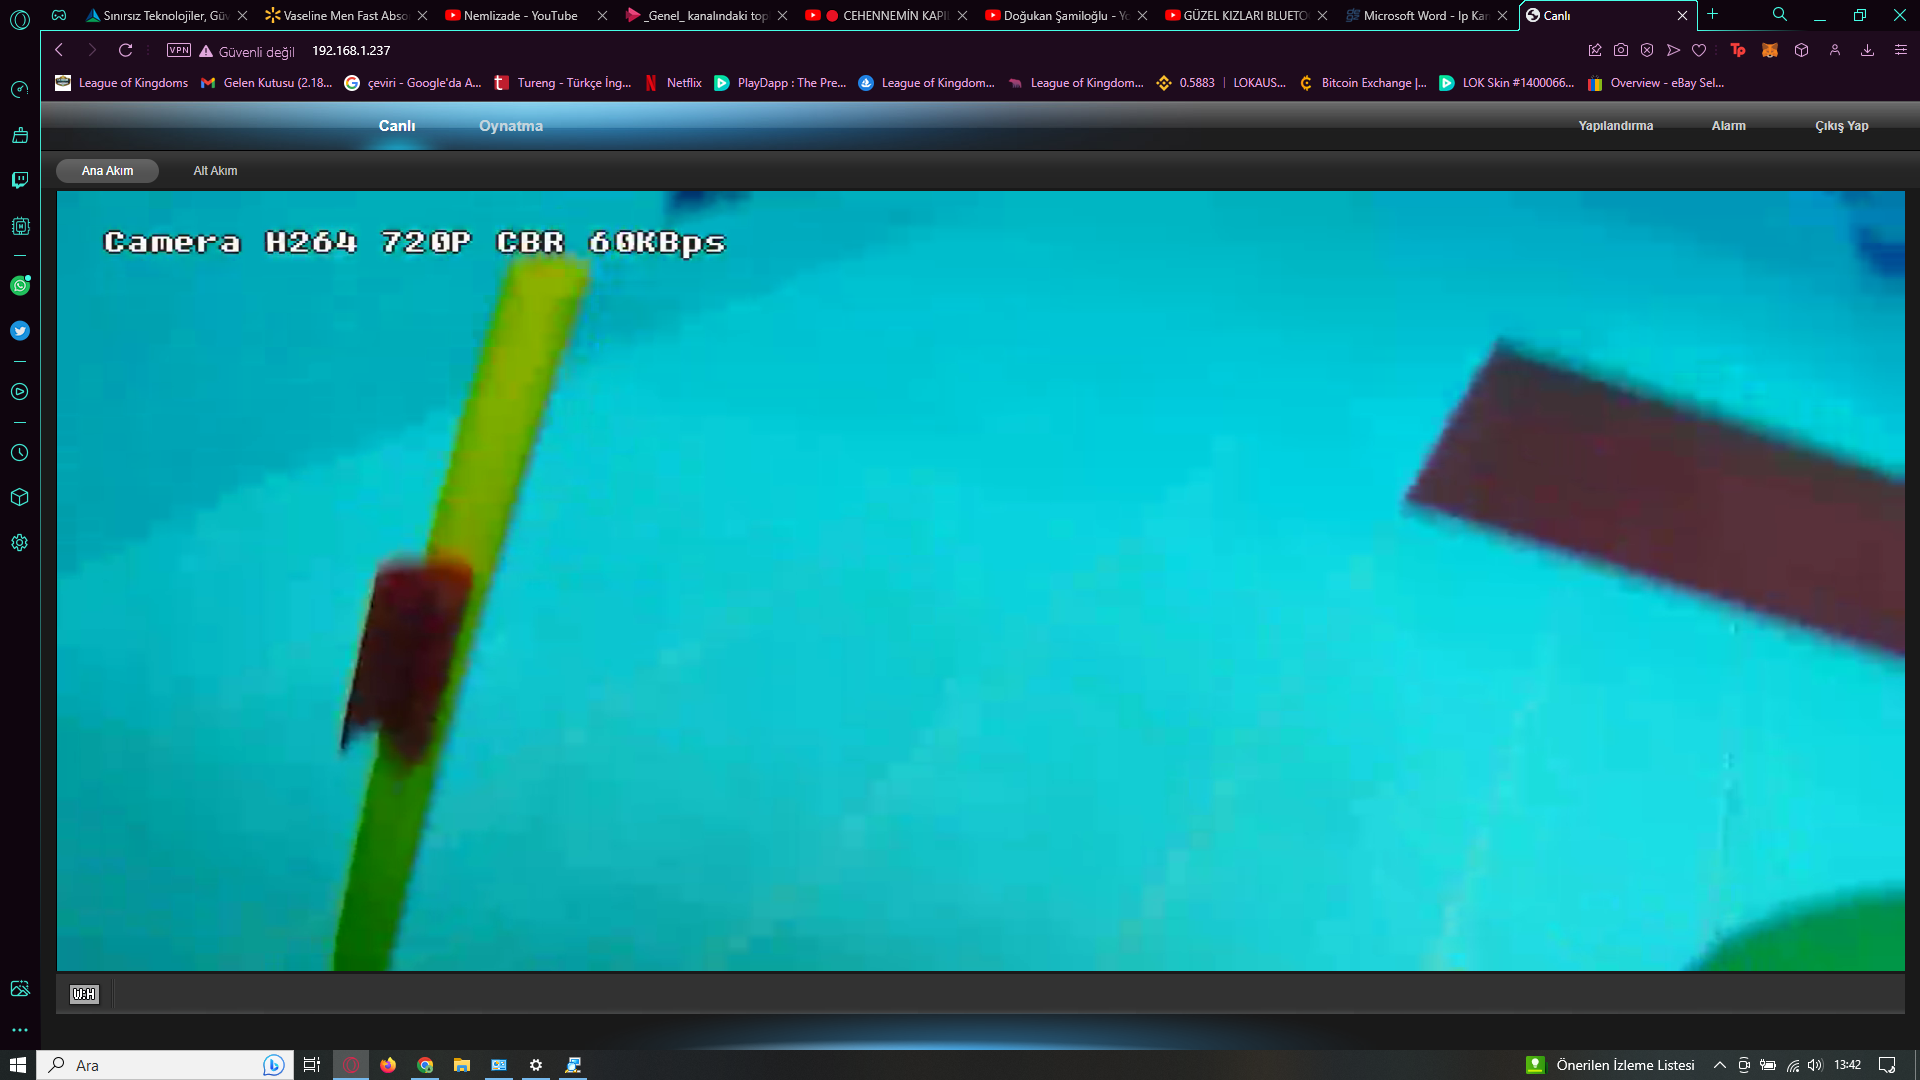 Sınırsız Teknolojiler, Güv
Vaseline Men Fast Abso
Nemlizade - YouTube
_Genel_ kanalındaki top
CEHENNEMİN KAPI
Doğukan Şamiloğlu - Yo
GÜZEL KIZLARI BLUETO
Microsoft Word - Ip Kar
Canlı
VPN
Güvenli değil
192.168.1.237
League of Kingdoms
Gelen Kutusu (2.18...
çeviri - Google'da A...
Tureng - Türkçe İng...
Netflix
PlayDapp : The Pre...
League of Kingdom...
League of Kingdom...
0.5883 | LOKAUS...
Bitcoin Exchange |...
LOK Skin #1400066...
Overview - eBay Sel...
Canlı
Oynatma
Yapılandırma
Alarm
Çıkış Yap
Ana Akım
Alt Akım
Camera H264 720P CBR 60KBps
W:H
Ara
Önerilen İzleme Listesi
13:42